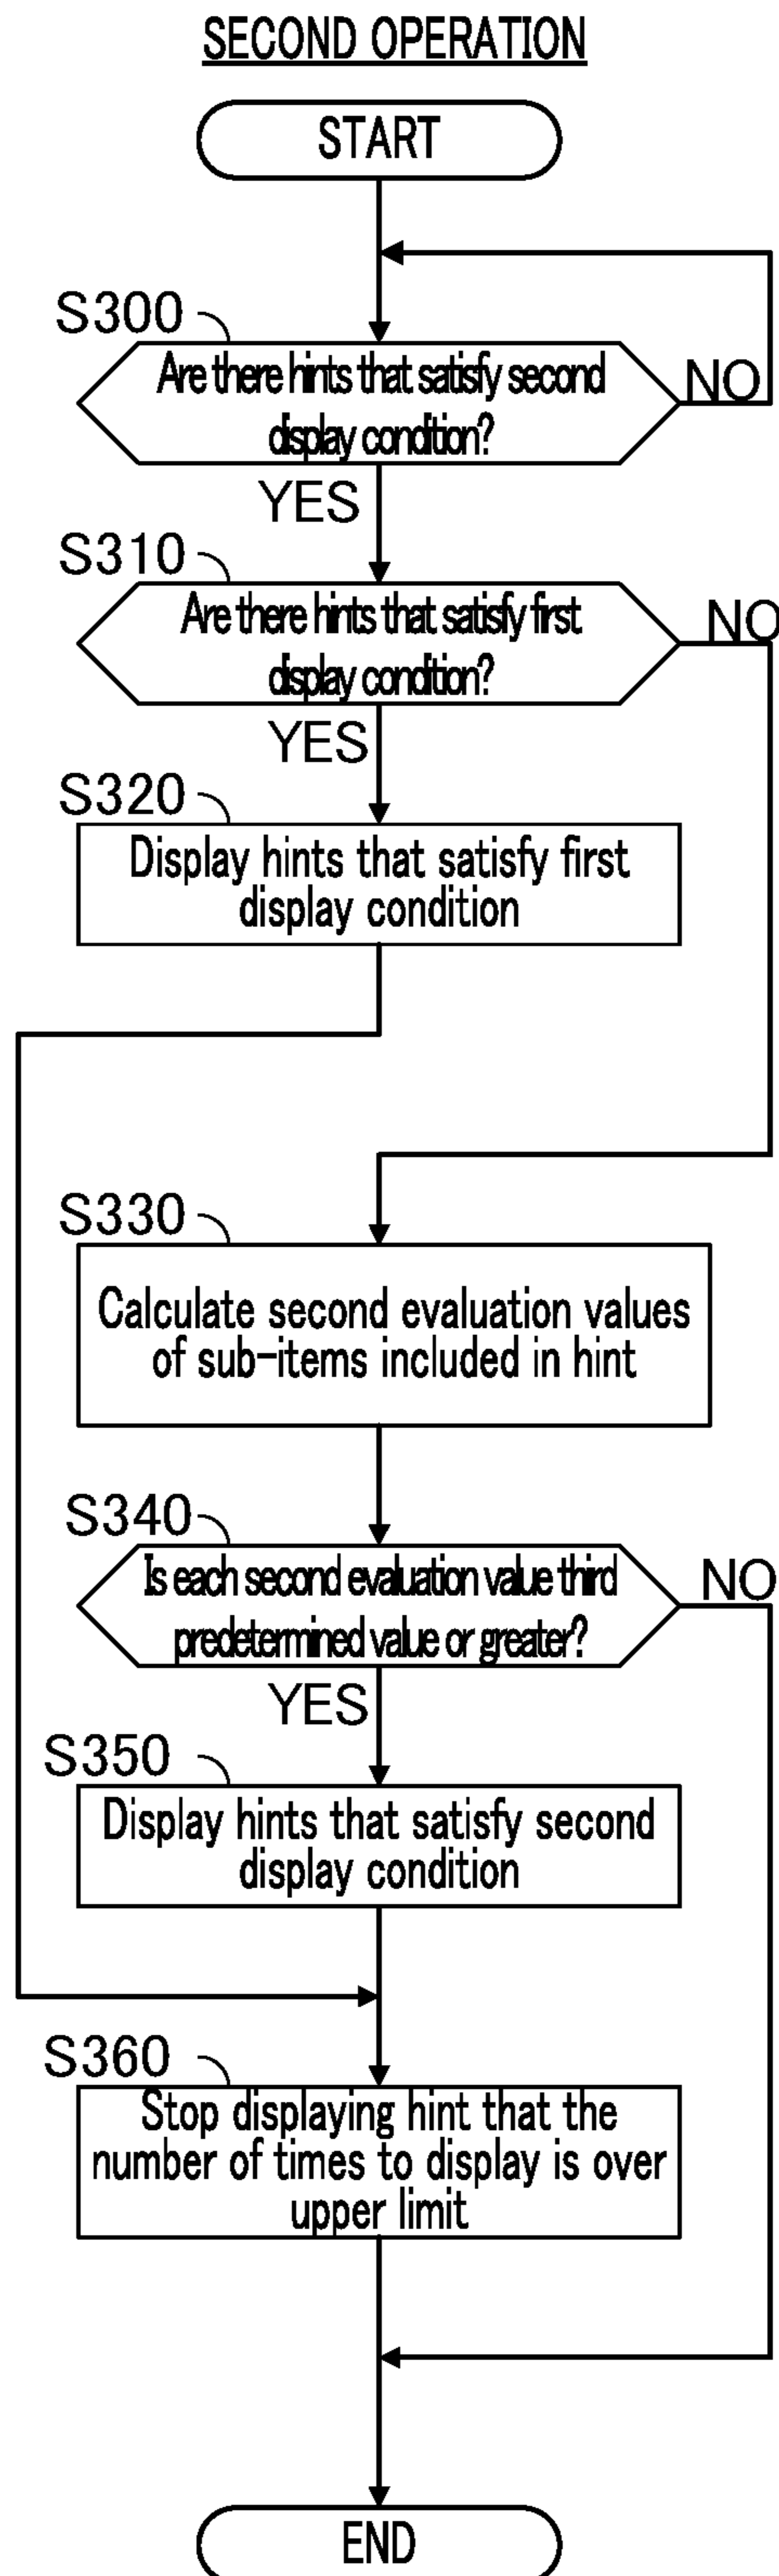 SECOND OPERATION
START
S300
Are there hints that satisfy second
display condition?
NO
YES
S310
Are there hints that satisfy first
display condition?
NO
YES
S320
Display hints that satisfy first
display condition
S330
Calculate second evaluation values
of sub-items included in hint
S340
Is each second evaluation value third
predetermined value or greater?
NO
YES
S350
Display hints that satisfy second
display condition
S360
Stop displaying hint that the
number of times to display is over
upper limit
END